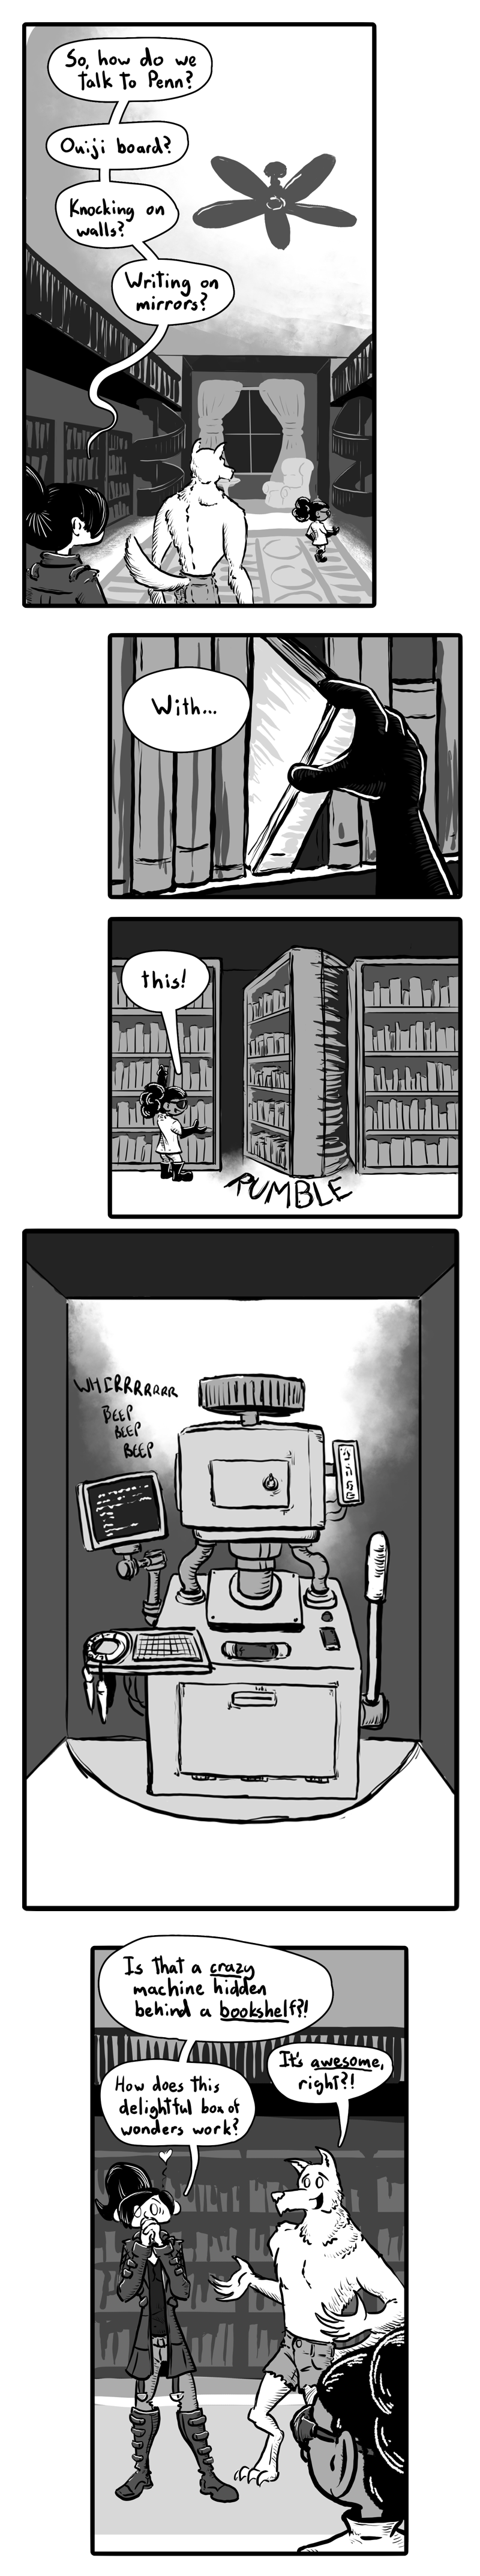 So, how do we
talk to Penn?
Ouiji board?
Knocking on
walls?
Writing on
mirrors?
With...
this!
RUMBLE
WHIRRRRRRR
BEEP
BEEP
BEEP
Is that a crazy
machine hidden
behind a bookshelf?!
It's awesome,
right?!
How does this
delightful box of
wonders work?